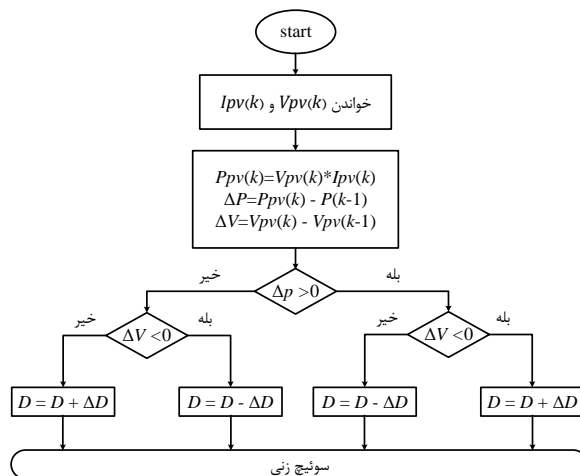 start
خواندن Vpv(k) و Ipv(k)
Ppv(k)=Vpv(k)*Ipv(k)
ΔP=Ppv(k) - P(k-1)
ΔV=Vpv(k) - Vpv(k-1)
خیر
Δp >0
بله
خیر
ΔV <0
بله
خیر
ΔV <0
بله
D = D + ΔD
D = D - ΔD
D = D - ΔD
D = D + ΔD
سوئیچ زنی